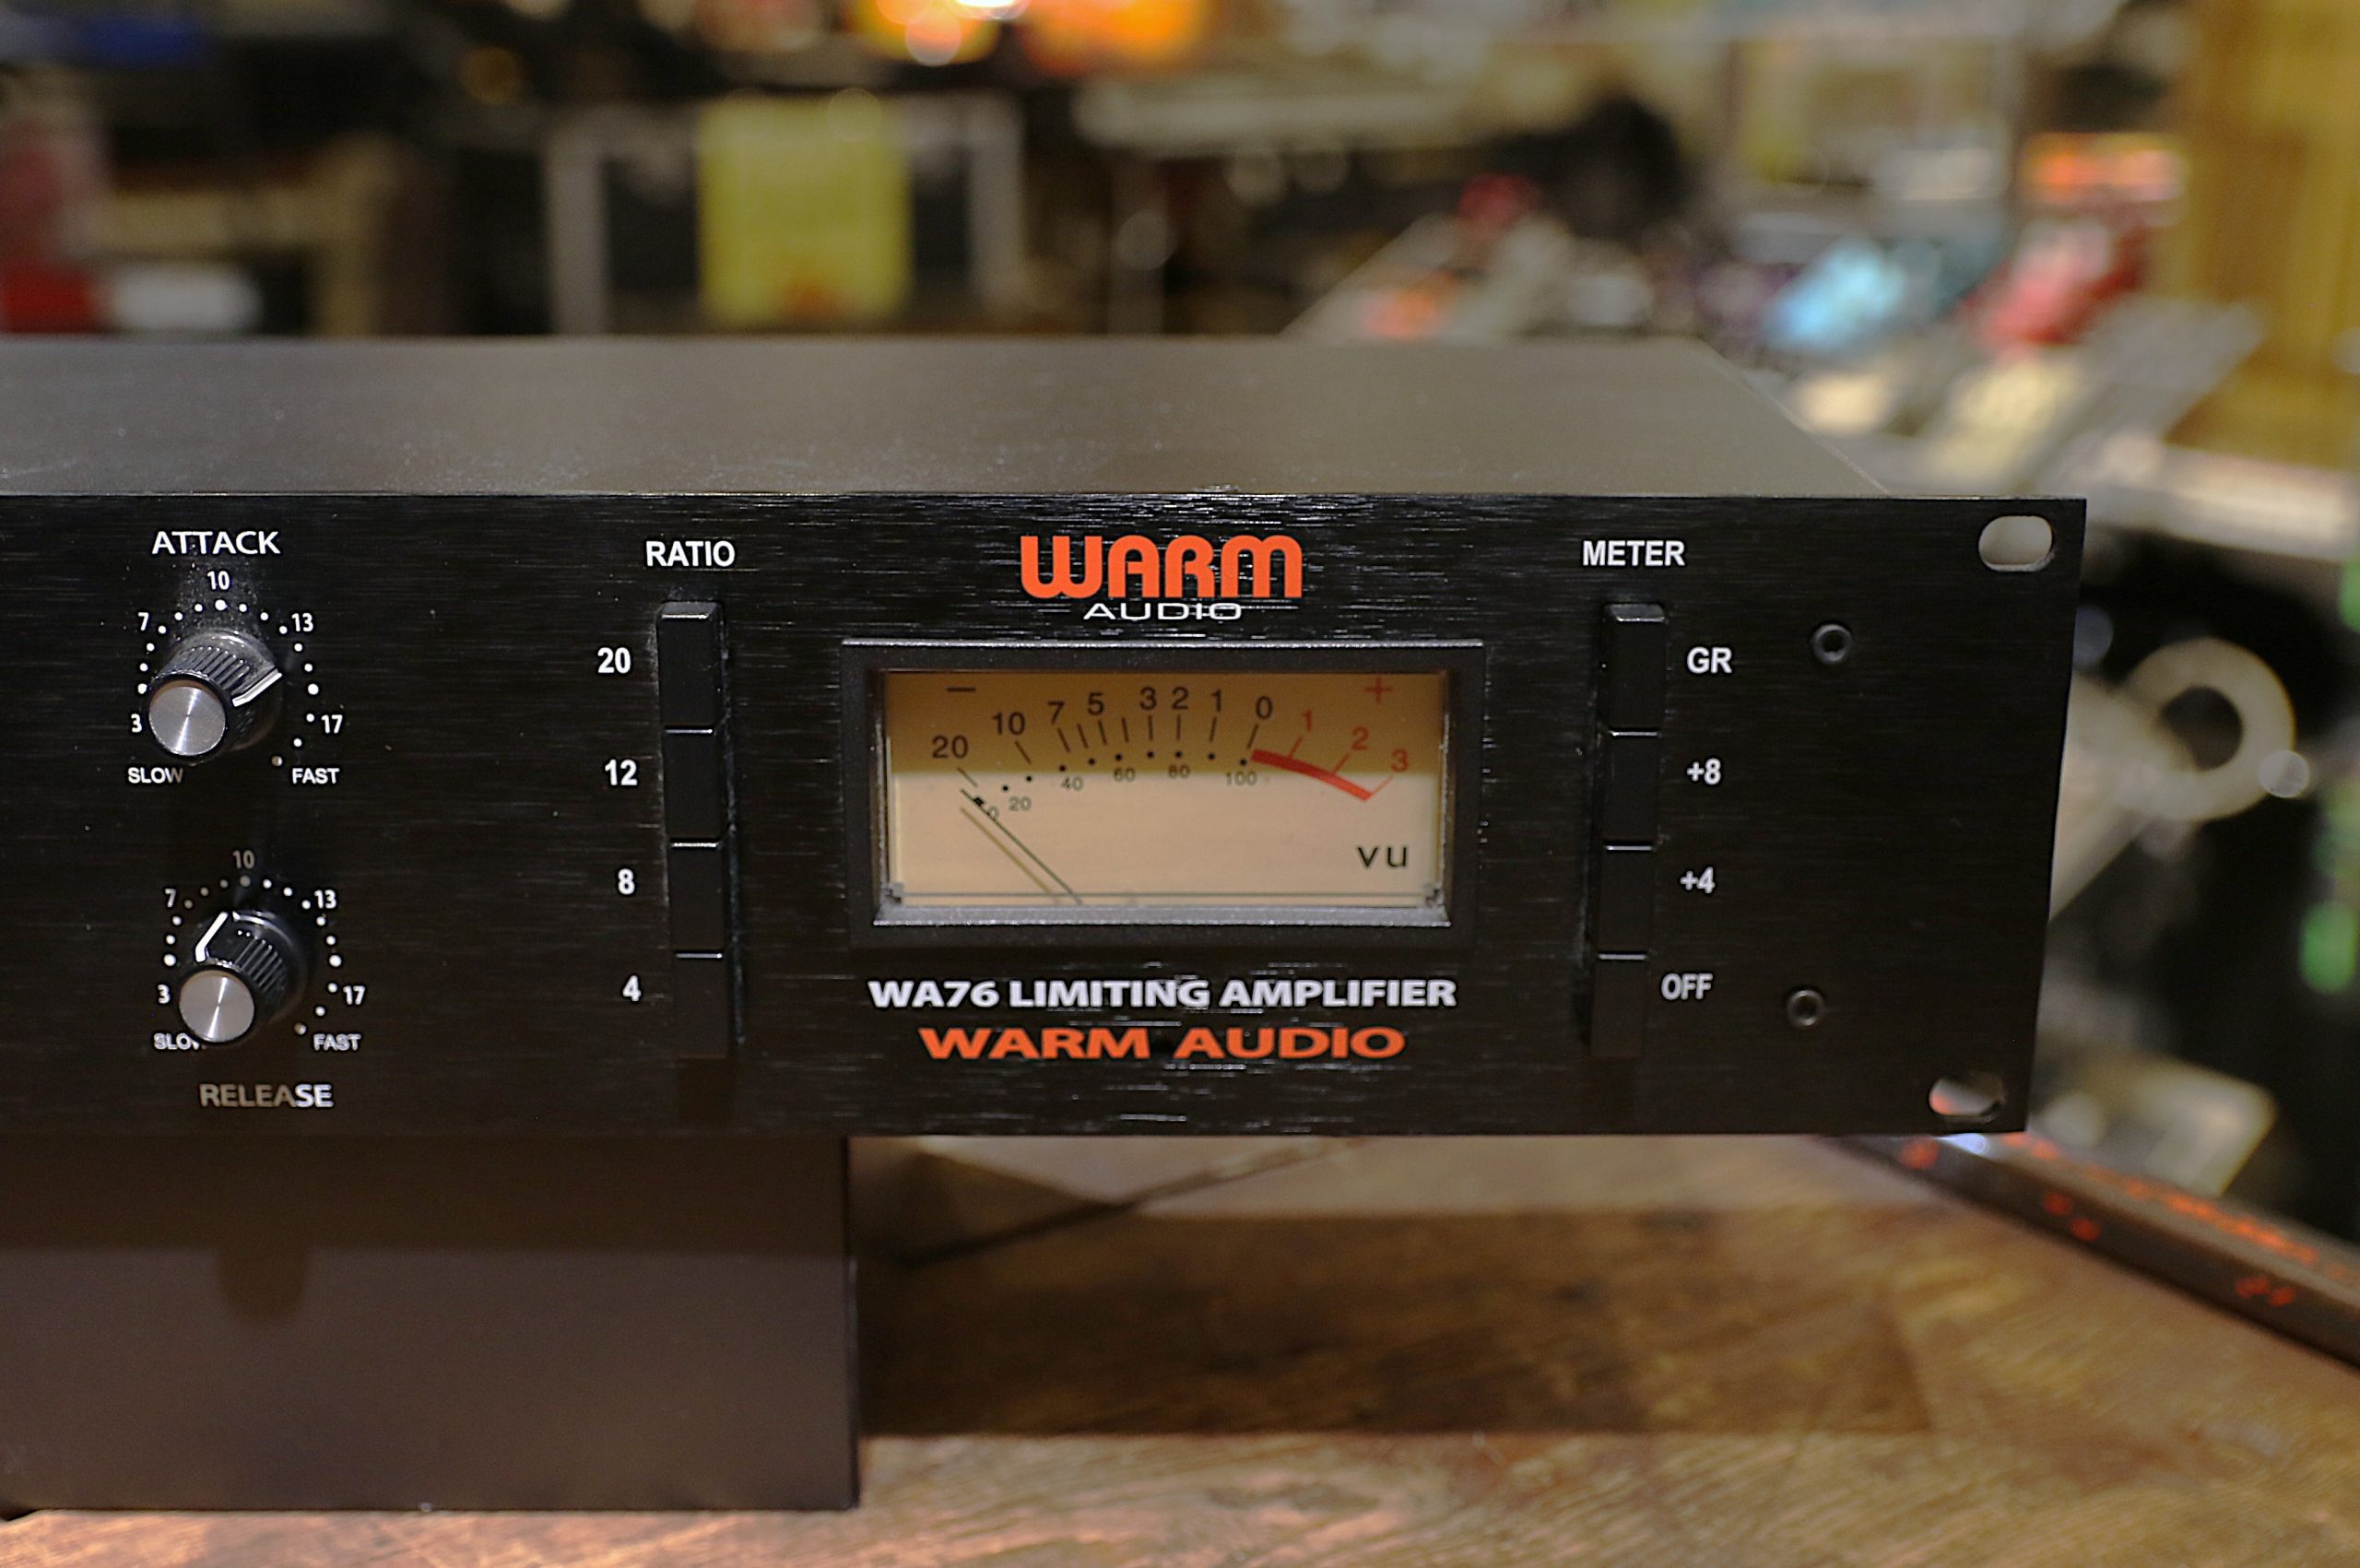 ATTACK
10
7 13
3 17
SLOW FAST
10
7 13
3 17
SLOW FAST
RELEASE
RATIO
20
12
8
4
WARM
AUDIO
− +
20 10 7 5 3 2 1 0 1 2 3
0 20 40 60 80 100
VU
WA76 LIMITING AMPLIFIER
WARM AUDIO
METER
GR
+8
+4
OFF